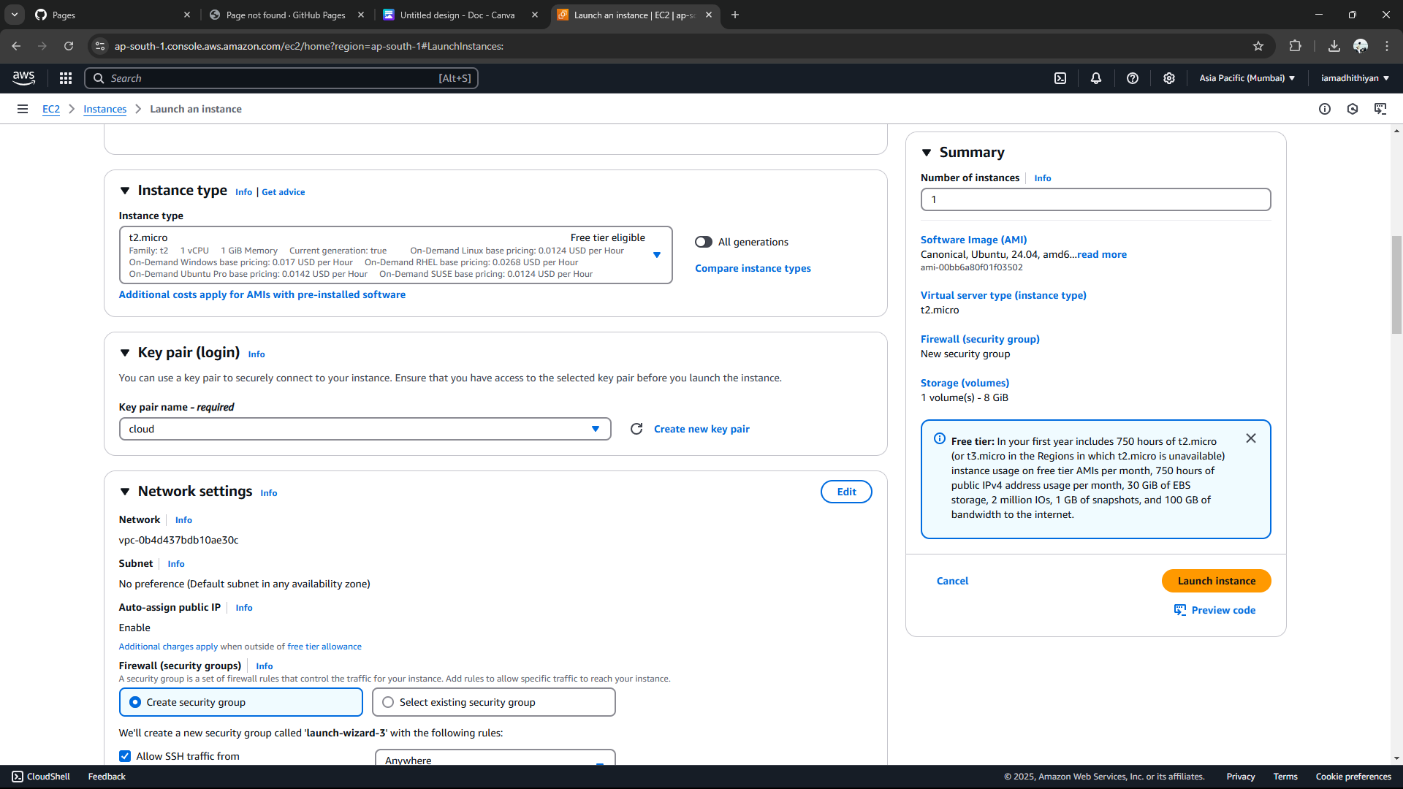 Pages
Page not found · GitHub Pages
Untitled design - Doc - Canva
Launch an instance | EC2 | ap-so
ap-south-1.console.aws.amazon.com/ec2/home?region=ap-south-1#LaunchInstances:
aws
Search
[Alt+S]
Asia Pacific (Mumbai)
iamadhithiyan
EC2
Instances
Launch an instance
Instance type
Info
| Get advice
Instance type
t2.micro
Free tier eligible
Family: t2 1 vCPU 1 GiB Memory Current generation: true On-Demand Linux base pricing: 0.0124 USD per Hour
On-Demand Windows base pricing: 0.017 USD per Hour On-Demand RHEL base pricing: 0.0268 USD per Hour
On-Demand Ubuntu Pro base pricing: 0.0142 USD per Hour On-Demand SUSE base pricing: 0.0124 USD per Hour
All generations
Compare instance types
Additional costs apply for AMIs with pre-installed software
Key pair (login)
Info
You can use a key pair to securely connect to your instance. Ensure that you have access to the selected key pair before you launch the instance.
Key pair name - required
cloud
Create new key pair
Network settings
Info
Edit
Network
Info
vpc-0b4d437bdb10ae30c
Subnet
Info
No preference (Default subnet in any availability zone)
Auto-assign public IP
Info
Enable
Additional charges apply when outside of free tier allowance
Firewall (security groups)
Info
A security group is a set of firewall rules that control the traffic for your instance. Add rules to allow specific traffic to reach your instance.
Create security group
Select existing security group
We'll create a new security group called 'launch-wizard-3' with the following rules:
Allow SSH traffic from
Anywhere
Summary
Number of instances
Info
1
Software Image (AMI)
Canonical, Ubuntu, 24.04, amd6...read more
ami-00bb6a80f01f03502
Virtual server type (instance type)
t2.micro
Firewall (security group)
New security group
Storage (volumes)
1 volume(s) - 8 GiB
Free tier: In your first year includes 750 hours of t2.micro
(or t3.micro in the Regions in which t2.micro is unavailable)
instance usage on free tier AMIs per month, 750 hours of
public IPv4 address usage per month, 30 GiB of EBS
storage, 2 million IOs, 1 GB of snapshots, and 100 GB of
bandwidth to the internet.
Cancel
Launch instance
Preview code
CloudShell
Feedback
© 2025, Amazon Web Services, Inc. or its affiliates.
Privacy
Terms
Cookie preferences